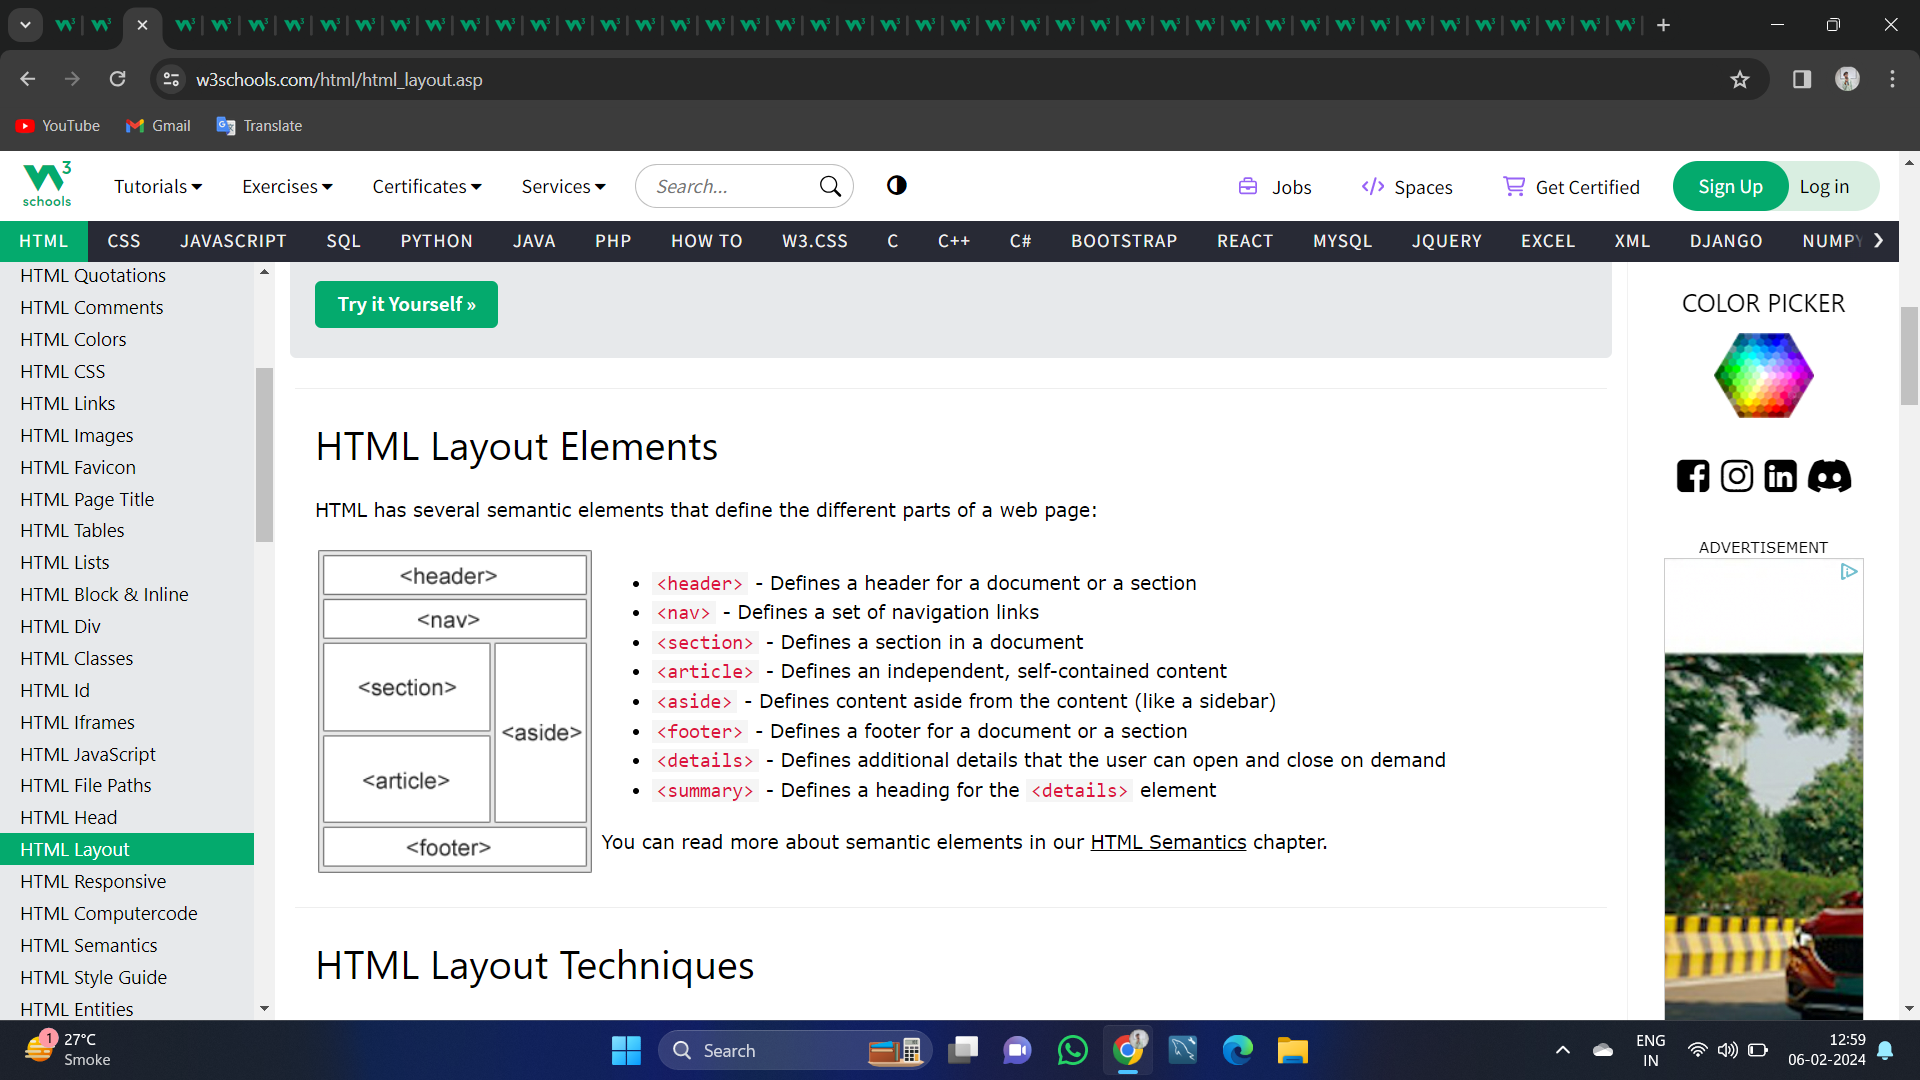 w3schools.com/html/html_layout.asp
YouTube
Gmail
Translate
W3 schools
Tutorials
Exercises
Certificates
Services
Search...
Jobs
Spaces
Get Certified
Sign Up
Log in
HTML CSS JAVASCRIPT SQL PYTHON JAVA PHP HOW TO W3.CSS C C++ C# BOOTSTRAP REACT MYSQL JQUERY EXCEL XML DJANGO NUMPY
HTML Quotations
HTML Comments
HTML Colors
HTML CSS
HTML Links
HTML Images
HTML Favicon
HTML Page Title
HTML Tables
HTML Lists
HTML Block & Inline
HTML Div
HTML Classes
HTML Id
HTML Iframes
HTML JavaScript
HTML File Paths
HTML Head
HTML Layout
HTML Responsive
HTML Computercode
HTML Semantics
HTML Style Guide
HTML Entities
Try it Yourself »
HTML Layout Elements
HTML has several semantic elements that define the different parts of a web page:
<header>
<nav>
<section>
<aside>
<article>
<footer>
• <header> - Defines a header for a document or a section
• <nav> - Defines a set of navigation links
• <section> - Defines a section in a document
• <article> - Defines an independent, self-contained content
• <aside> - Defines content aside from the content (like a sidebar)
• <footer> - Defines a footer for a document or a section
• <details> - Defines additional details that the user can open and close on demand
• <summary> - Defines a heading for the <details> element
You can read more about semantic elements in our HTML Semantics chapter.
HTML Layout Techniques
COLOR PICKER
ADVERTISEMENT
1
27°C
Smoke
Search
ENG
IN
12:59
06-02-2024